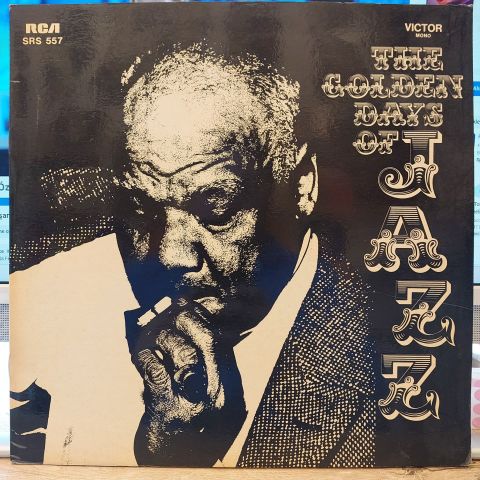 RCA
SRS 557
VICTOR
MONO
THE
GOLDEN
DAYS
OF
JAZZ